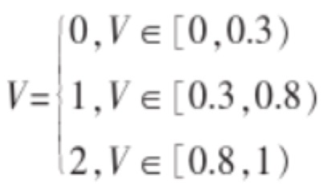 0, V ∈ [0, 0.3)
V= { 1, V ∈ [0.3, 0.8)
2, V ∈ [0.8, 1)